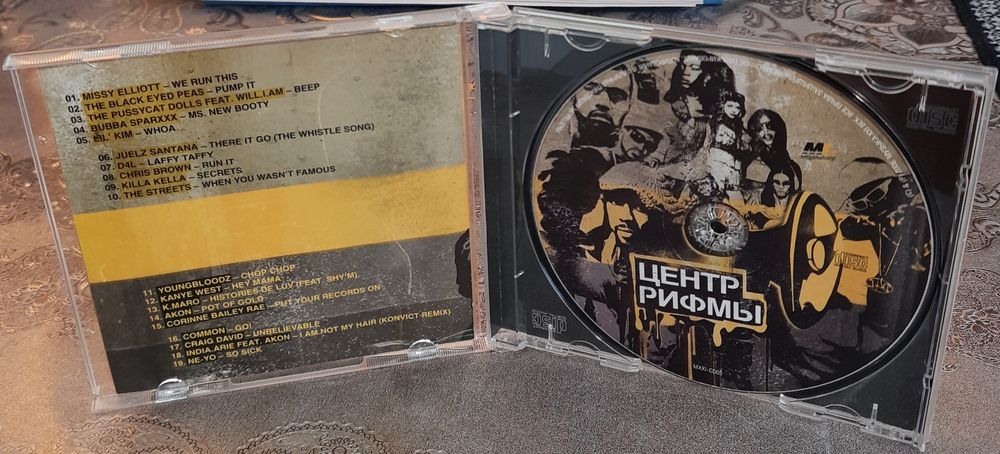 01. MISSY ELLIOTT – WE RUN THIS
02. THE BLACK EYED PEAS – PUMP IT
03. THE PUSSYCAT DOLLS FEAT. WILL.I.AM – BEEP
04. BUBBA SPARXXX – MS. NEW BOOTY
05. LIL' KIM – WHOA
06. JUELZ SANTANA – THERE IT GO (THE WHISTLE SONG)
07. D4L – LAFFY TAFFY
08. CHRIS BROWN – RUN IT
09. KILLA KELLA – SECRETS
10. THE STREETS – WHEN YOU WASN'T FAMOUS
11. YOUNGBLOODZ – CHOP CHOP
12. KANYE WEST – HEY MAMA
13. K.MARO – HISTORIES DE LUV (FEAT. SHY'M)
14. AKON – POT OF GOLD
15. CORINNE BAILEY RAE – PUT YOUR RECORDS ON
16. COMMON – GO!
17. CRAIG DAVID – UNBELIEVABLE
18. INDIA.ARIE FEAT. AKON – I AM NOT MY HAIR (KONVICT-REMIX)
19. NE-YO – SO SICK
ЦЕНТР
РИФМЫ
MXXI-CD05
disc
disc